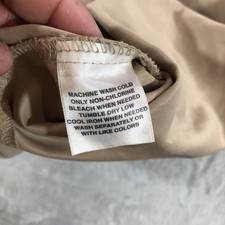 MACHINE WASH COLD
ONLY NON-CHLORINE
BLEACH WHEN NEEDED
TUMBLE DRY LOW
COOL IRON WHEN NEEDED
WASH SEPARATELY OR
WITH LIKE COLORS